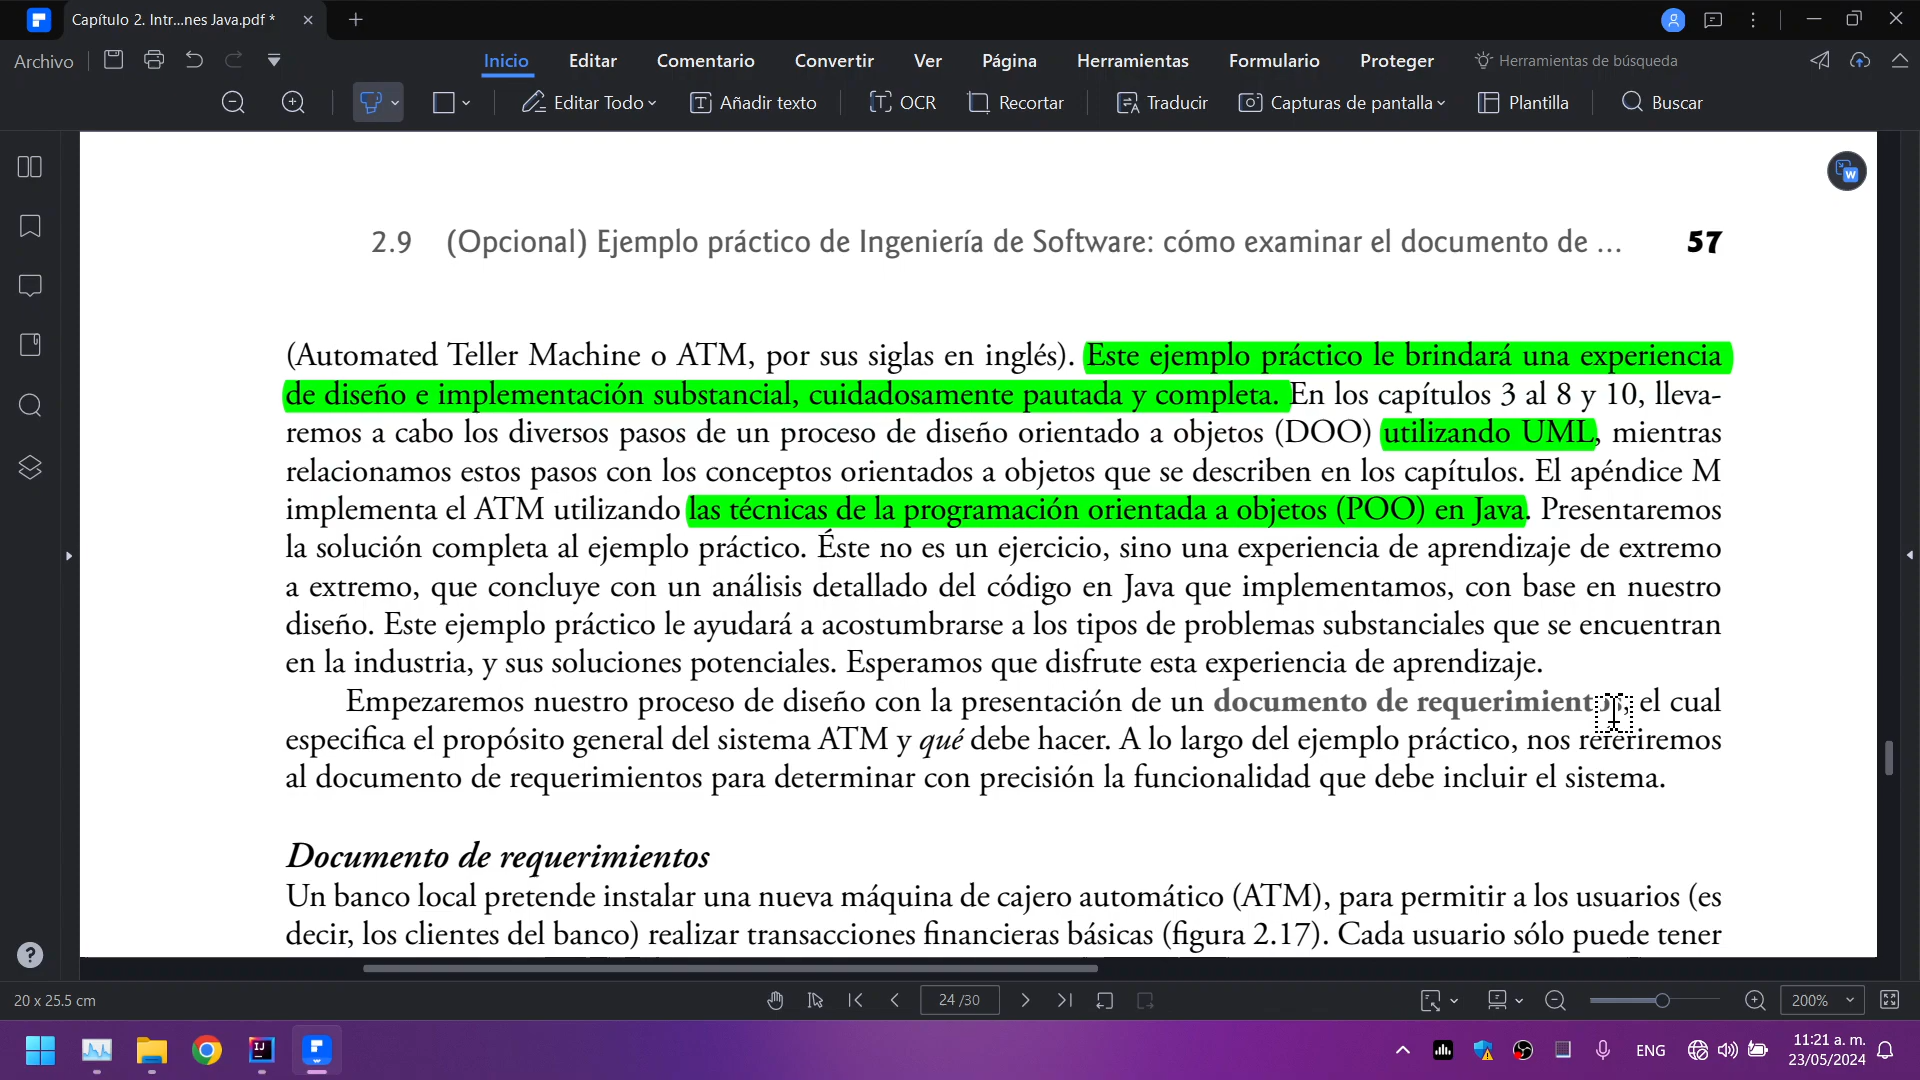 Capítulo 2. Intr...nes Java.pdf *
Archivo
Inicio
Editar
Comentario
Convertir
Ver
Página
Herramientas
Formulario
Proteger
Herramientas de búsqueda
Editar Todo
Añadir texto
OCR
Recortar
Traducir
Capturas de pantalla
Plantilla
Buscar
2.9 (Opcional) Ejemplo práctico de Ingeniería de Software: cómo examinar el documento de ... 57
(Automated Teller Machine o ATM, por sus siglas en inglés). Este ejemplo práctico le brindará una experiencia
de diseño e implementación substancial, cuidadosamente pautada y completa. En los capítulos 3 al 8 y 10, lleva-
remos a cabo los diversos pasos de un proceso de diseño orientado a objetos (DOO) utilizando UML, mientras
relacionamos estos pasos con los conceptos orientados a objetos que se describen en los capítulos. El apéndice M
implementa el ATM utilizando las técnicas de la programación orientada a objetos (POO) en Java. Presentaremos
la solución completa al ejemplo práctico. Éste no es un ejercicio, sino una experiencia de aprendizaje de extremo
a extremo, que concluye con un análisis detallado del código en Java que implementamos, con base en nuestro
diseño. Este ejemplo práctico le ayudará a acostumbrarse a los tipos de problemas substanciales que se encuentran
en la industria, y sus soluciones potenciales. Esperamos que disfrute esta experiencia de aprendizaje.
Empezaremos nuestro proceso de diseño con la presentación de un documento de requerimientos, el cual
especifica el propósito general del sistema ATM y qué debe hacer. A lo largo del ejemplo práctico, nos referiremos
al documento de requerimientos para determinar con precisión la funcionalidad que debe incluir el sistema.
Documento de requerimientos
Un banco local pretende instalar una nueva máquina de cajero automático (ATM), para permitir a los usuarios (es
decir, los clientes del banco) realizar transacciones financieras básicas (figura 2.17). Cada usuario sólo puede tener
20 x 25.5 cm
24 /30
200%
IJ
ENG
11:21 a. m.
23/05/2024